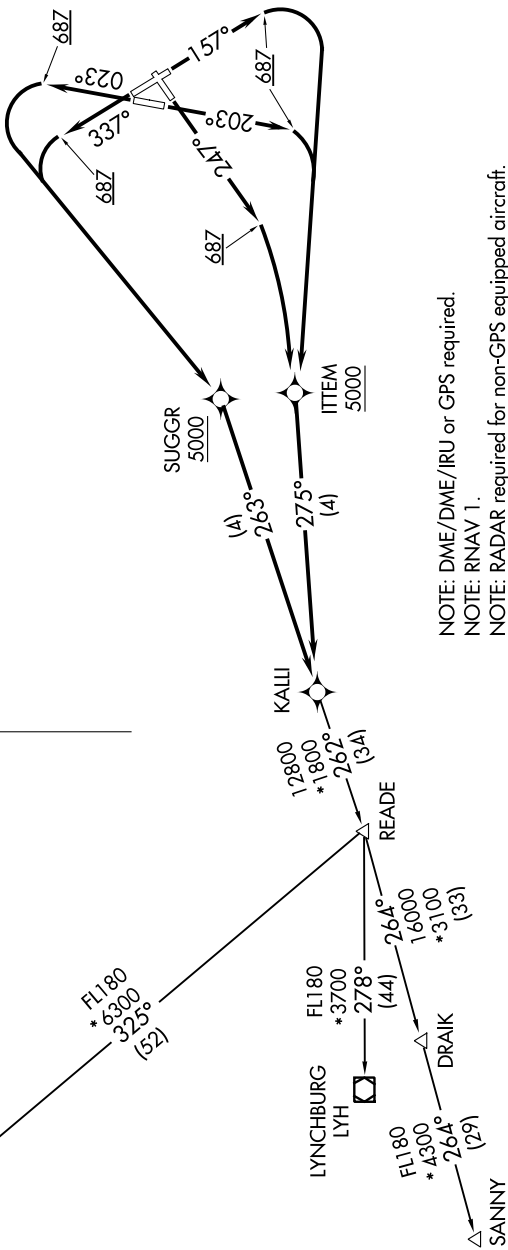 687
023°
157°
687
337°
203°
247°
687
687
SUGGR
5000
ITTEM
5000
(4)
263°
275°
(4)
KALLI
12800
*1800
262°
(34)
READE
FL180
*6300
325°
(52)
FL180
*3700
278°
(44)
264°
16000
*3100
(33)
LYNCHBURG
LYH
DRAIK
FL180
*4300
264°
(29)
SANNY
NOTE: DME/DME/IRU or GPS required.
NOTE: RNAV 1.
NOTE: RADAR required for non-GPS equipped aircraft.